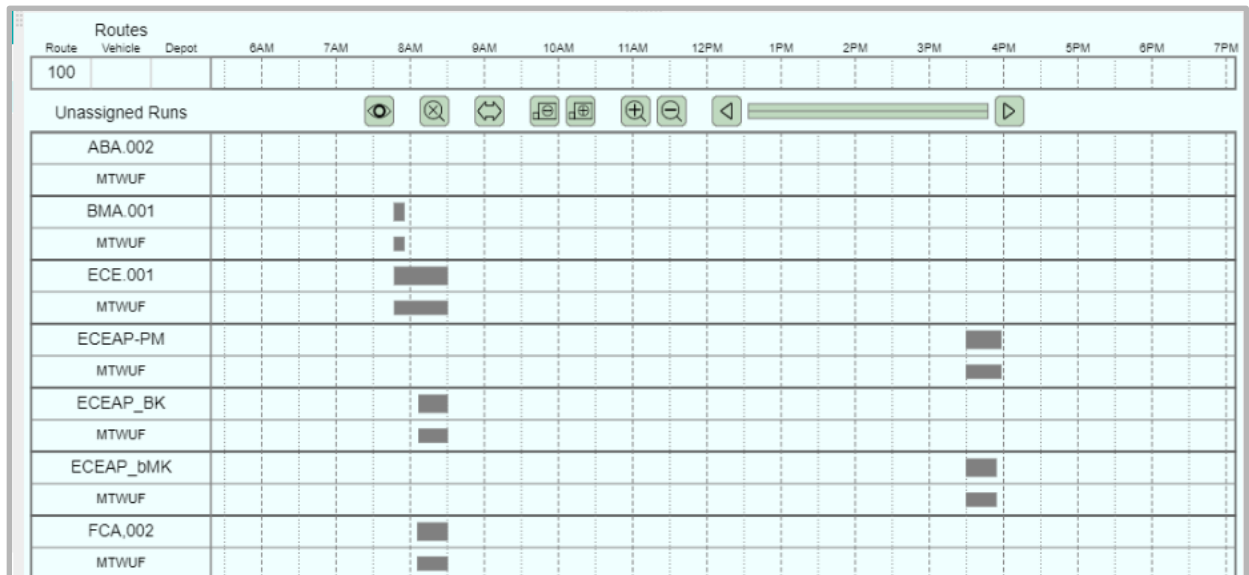 Routes
Route Vehicle Depot 6AM 7AM 8AM 9AM 10AM 11AM 12PM 1PM 2PM 3PM 4PM 5PM 6PM 7PM
100
Unassigned Runs
ABA.002
MTWUF
BMA.001
MTWUF
ECE.001
MTWUF
ECEAP-PM
MTWUF
ECEAP_BK
MTWUF
ECEAP_bMK
MTWUF
FCA,002
MTWUF